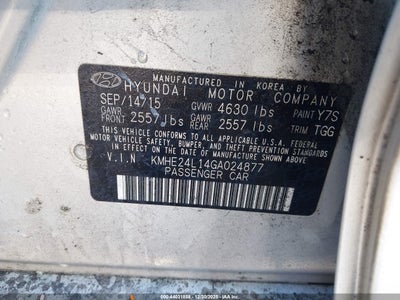 MANUFACTURED IN KOREA BY
HYUNDAI MOTOR COMPANY
SEP/14/15 GVWR 4630 lbs PAINT Y7S
GAWR FRONT 2557 lbs GAWR REAR 2557 lbs TRIM TGG
THIS VEHICLE CONFORMS TO ALL APPLICABLE U.S.A. FEDERAL
MOTOR VEHICLE SAFETY, BUMPER, AND THEFT PREVENTION STANDARDS
IN EFFECT ON THE DATE OF MANUFACTURE SHOWN ABOVE.
V.I.N KMHE24L14GA024877
PASSENGER CAR